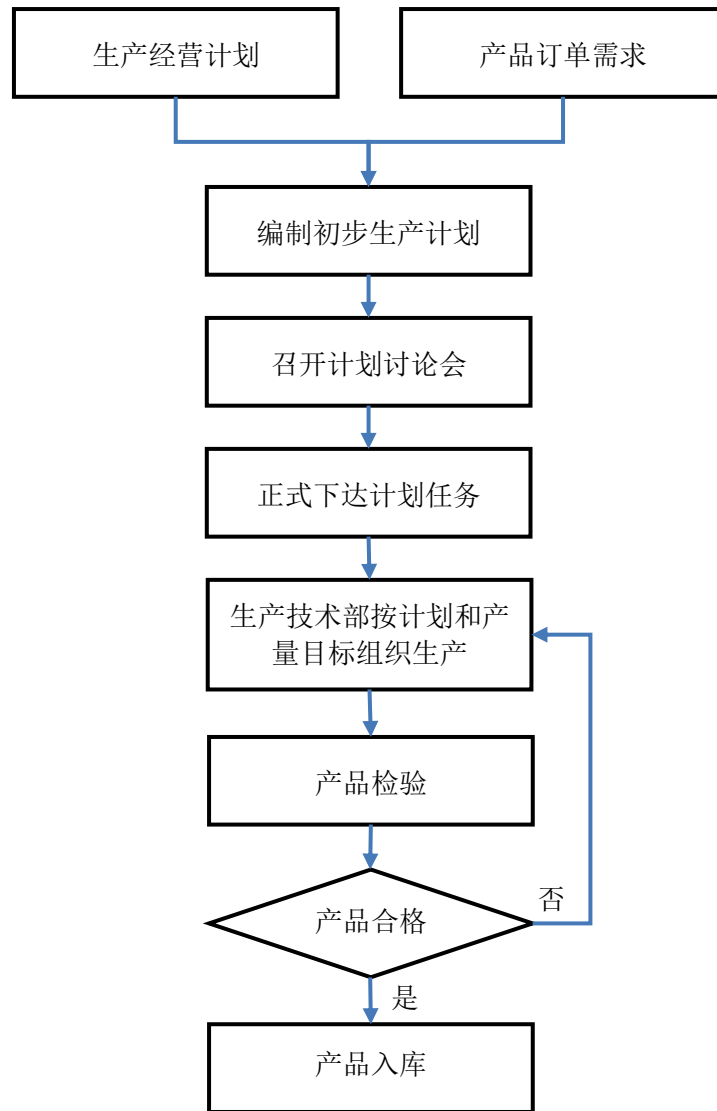 生产经营计划
产品订单需求
编制初步生产计划
召开计划讨论会
正式下达计划任务
生产技术部按计划和产
量目标组织生产
产品检验
产品合格
否
是
产品入库